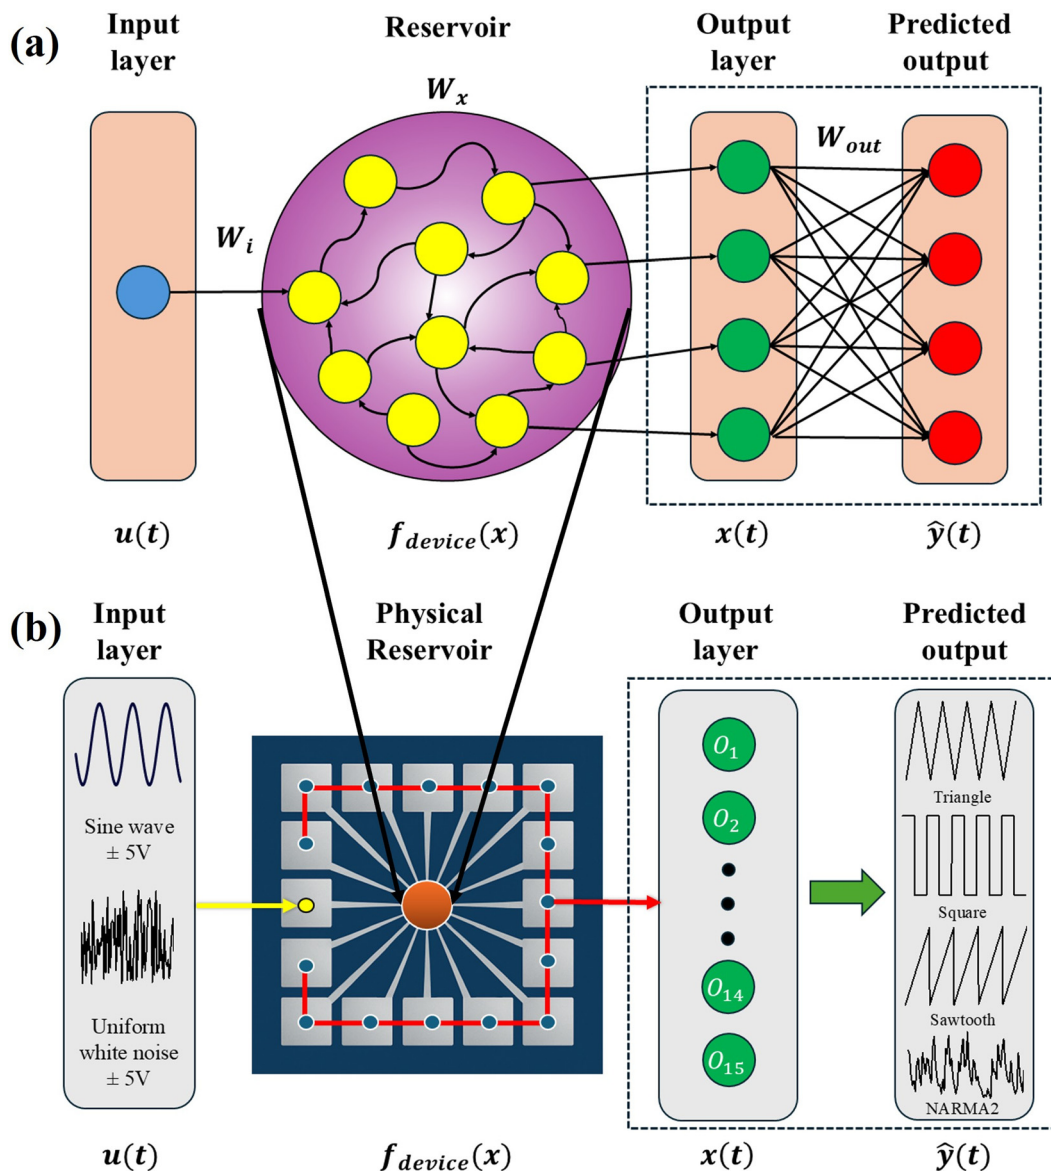 (a)
Input
layer
Reservoir
Output
layer
Predicted
output
W_x
W_out
W_i
u(t)
f_device(x)
x(t)
ŷ(t)
(b)
Input
layer
Physical
Reservoir
Output
layer
Predicted
output
Sine wave
± 5V
Uniform
white noise
± 5V
O_1
O_2
O_14
O_15
Triangle
Square
Sawtooth
NARMA2
u(t)
f_device(x)
x(t)
ŷ(t)